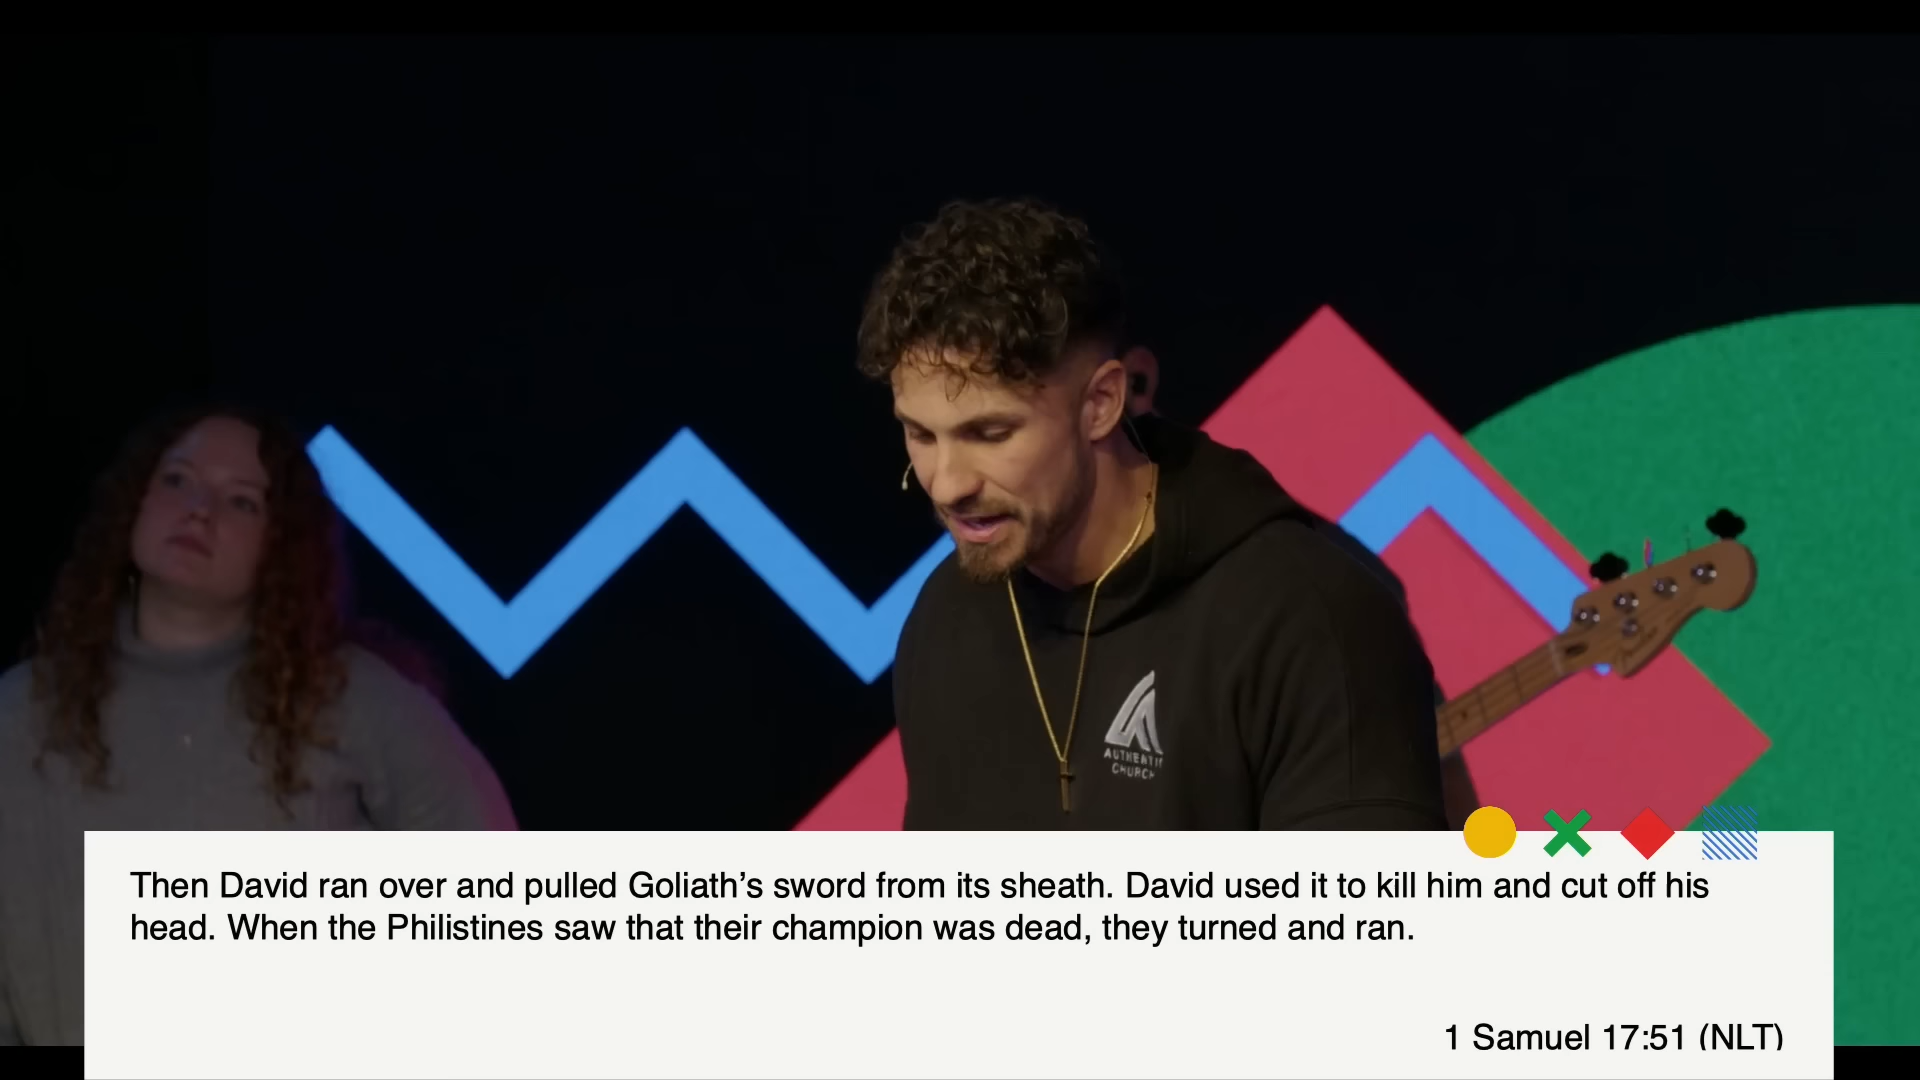 AUTHENTIC
CHURCH
Then David ran over and pulled Goliath’s sword from its sheath. David used it to kill him and cut off his
head. When the Philistines saw that their champion was dead, they turned and ran.
1 Samuel 17:51 (NLT)